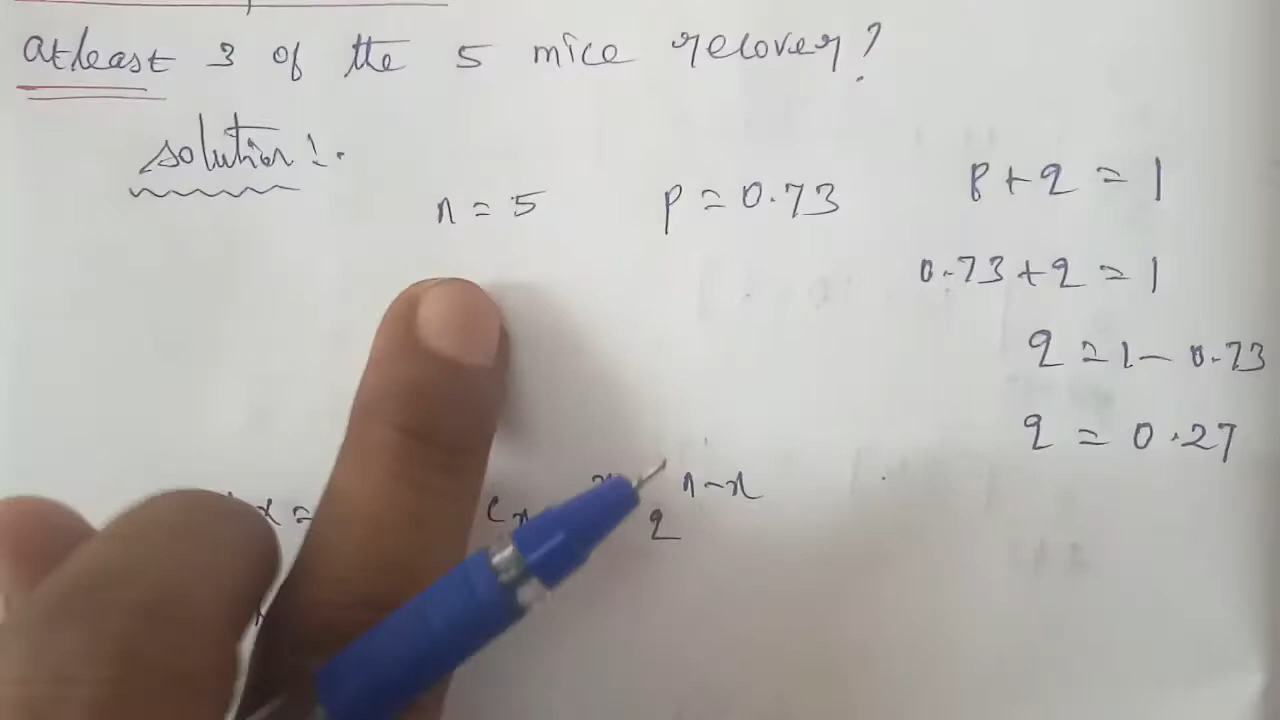 atleast 3 of the 5 mice recover?
solution:.
n = 5 p = 0.73 p+q = 1
0.73+q = 1
q = 1 - 0.73
q = 0.27
x = cx q n-x